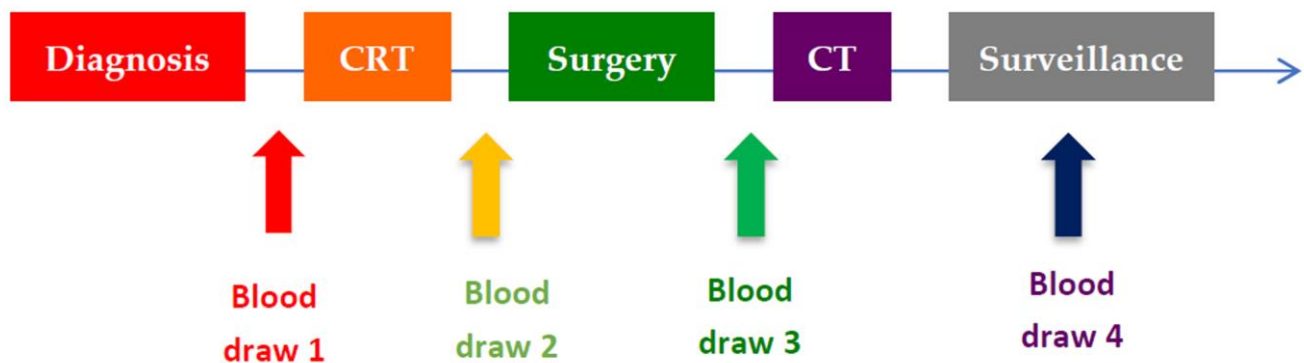 Diagnosis CRT Surgery CT Surveillance
Blood Blood Blood Blood
draw 1 draw 2 draw 3 draw 4